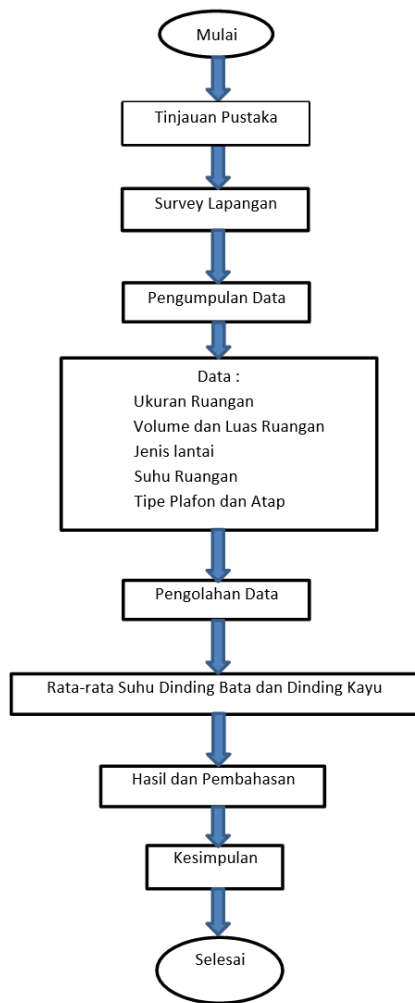 Mulai
Tinjauan Pustaka
Survey Lapangan
Pengumpulan Data
Data :
Ukuran Ruangan
Volume dan Luas Ruangan
Jenis lantai
Suhu Ruangan
Tipe Plafon dan Atap
Pengolahan Data
Rata-rata Suhu Dinding Bata dan Dinding Kayu
Hasil dan Pembahasan
Kesimpulan
Selesai